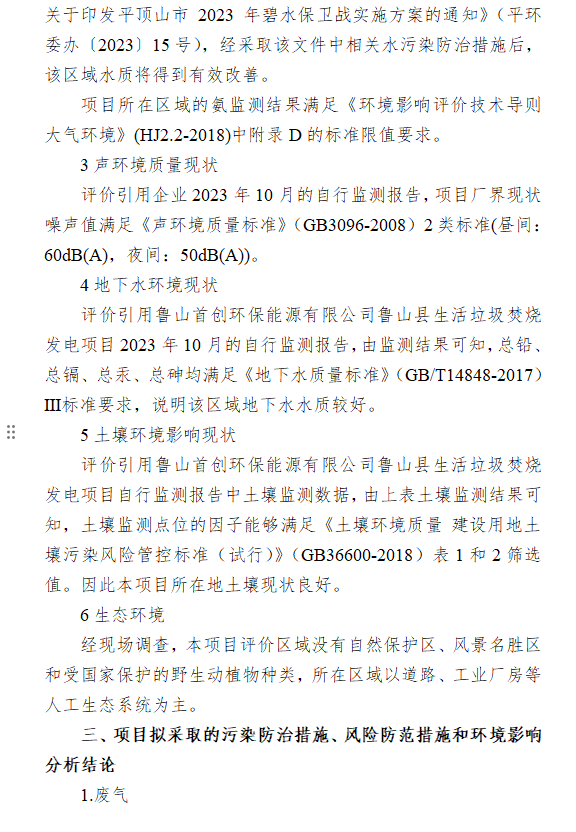 关于印发平顶山市 2023 年碧水保卫战实施方案的通知》（平环
委办〔2023〕15 号），经采取该文件中相关水污染防治措施后，
该区域水质将得到有效改善。
项目所在区域的氨监测结果满足《环境影响评价技术导则
大气环境》(HJ2.2-2018)中附录 D 的标准限值要求。
3 声环境质量现状
评价引用企业 2023 年 10 月的自行监测报告，项目厂界现状
噪声值满足《声环境质量标准》（GB3096-2008）2 类标准(昼间：
60dB(A)，夜间：50dB(A))。
4 地下水环境现状
评价引用鲁山首创环保能源有限公司鲁山县生活垃圾焚烧
发电项目 2023 年 10 月的自行监测报告，由监测结果可知，总铅、
总镉、总汞、总砷均满足《地下水质量标准》（GB/T14848-2017）
III标准要求，说明该区域地下水水质较好。
5 土壤环境影响现状
评价引用鲁山首创环保能源有限公司鲁山县生活垃圾焚烧
发电项目自行监测报告中土壤监测数据，由上表土壤监测结果可
知，土壤监测点位的因子能够满足《土壤环境质量 建设用地土
壤污染风险管控标准（试行）》（GB36600-2018）表 1 和 2 筛选
值。因此本项目所在地土壤现状良好。
6 生态环境
经现场调查，本项目评价区域没有自然保护区、风景名胜区
和受国家保护的野生动植物种类，所在区域以道路、工业厂房等
人工生态系统为主。
三、项目拟采取的污染防治措施、风险防范措施和环境影响
分析结论
1.废气